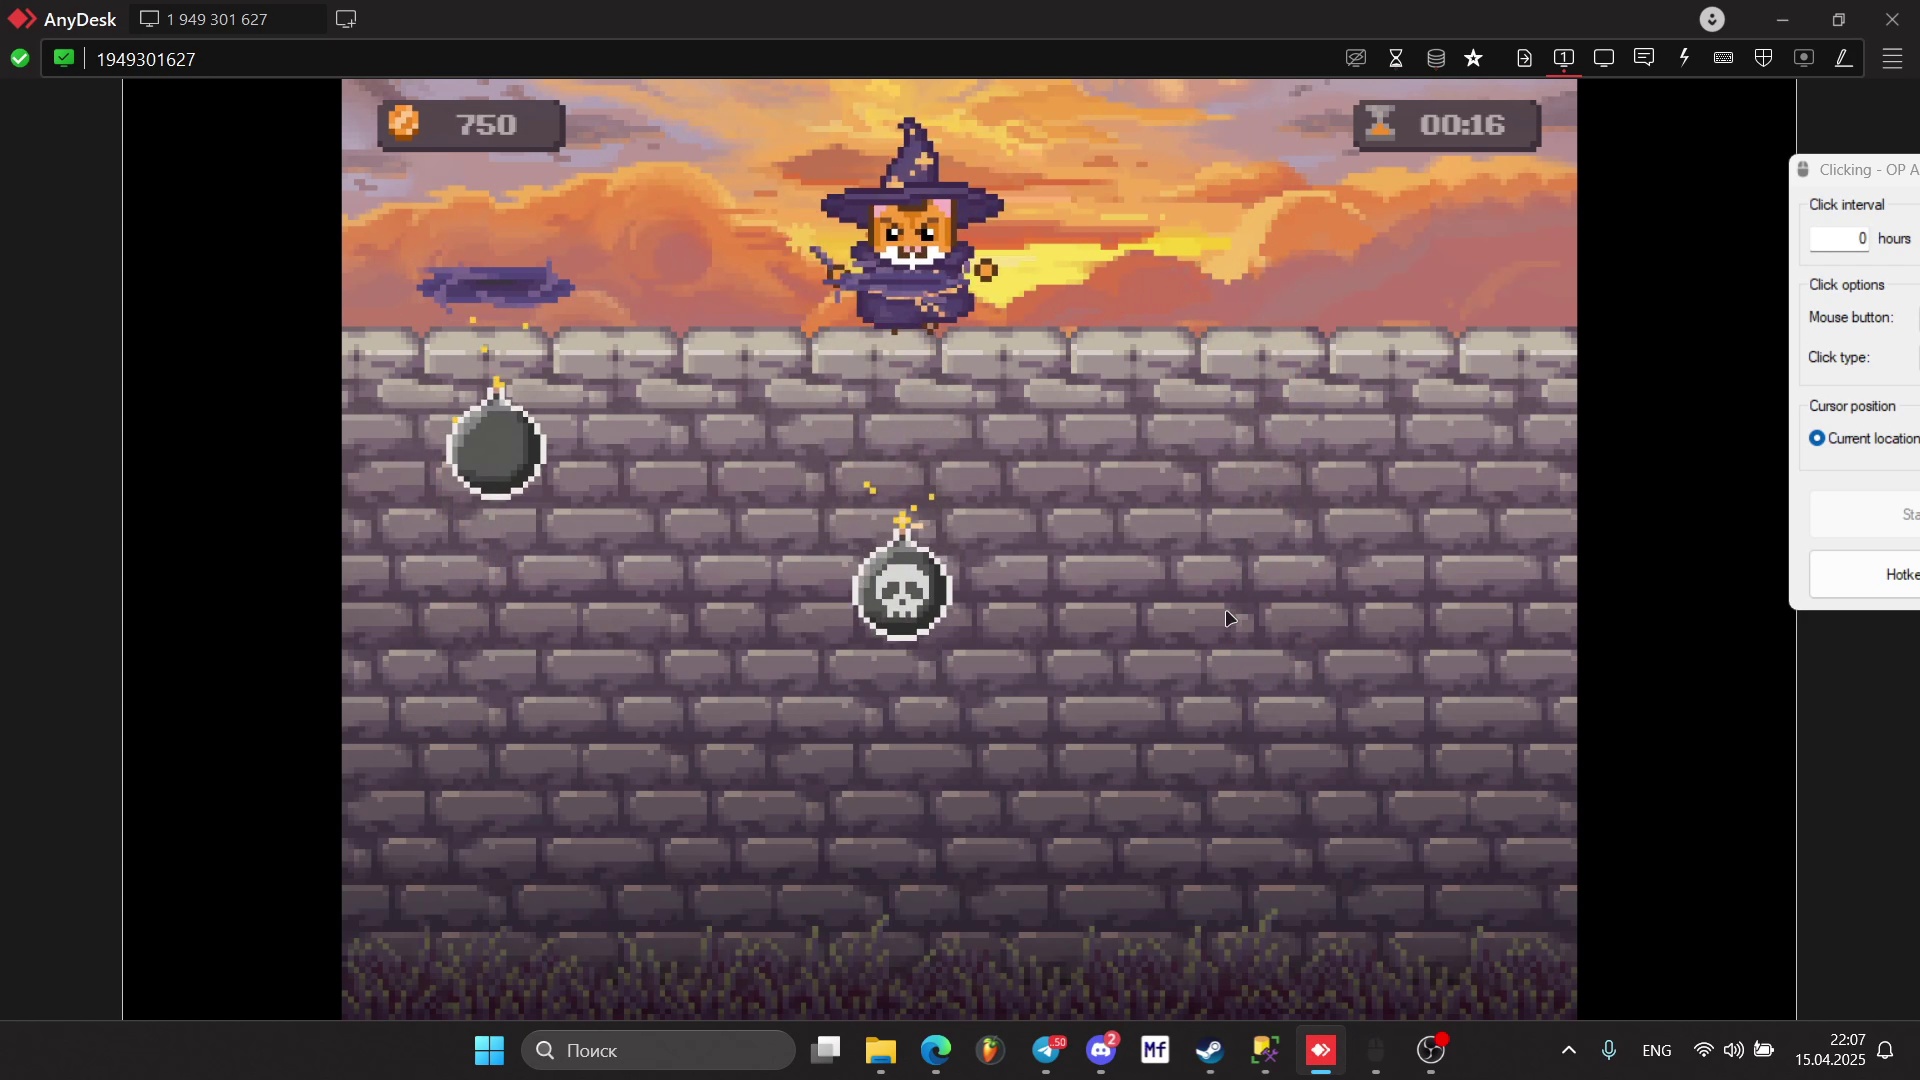 AnyDesk
1 949 301 627
1949301627
750
00:16
Clicking - OP A
Click interval
0 hours
Click options
Mouse button:
Click type:
Cursor position
Current location
Sta
Hotke
Поиск
..50
2
Mf
ENG
22:07
15.04.2025